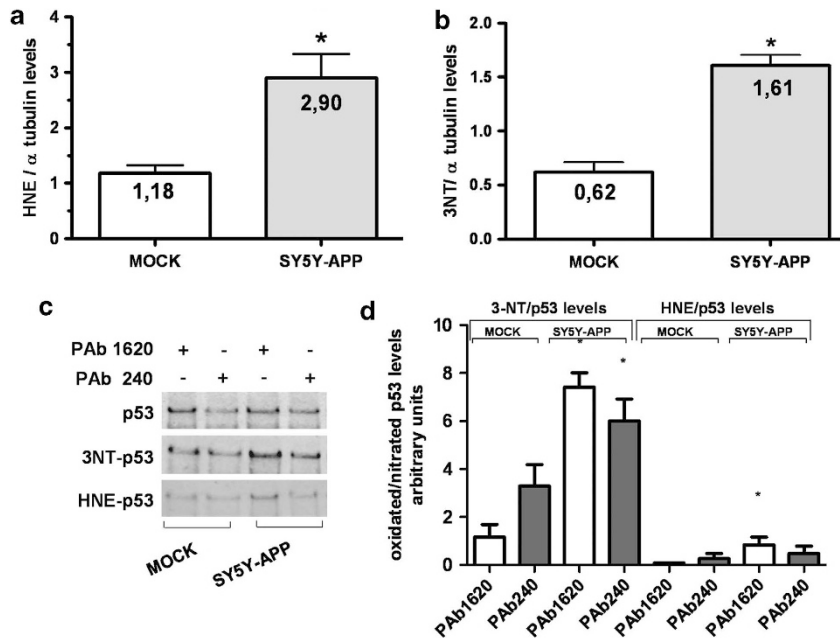 a
HNE / α tubulin levels
4
3
2
1
0
*
1,18
2,90
MOCK
SY5Y-APP
b
3NT/ α tubulin levels
2.0
1.5
1.0
0.5
0.0
*
0,62
1,61
MOCK
SY5Y-APP
c
PAb 1620 + - + -
PAb 240 - + - +
p53
3NT-p53
HNE-p53
MOCK
SY5Y-APP
d
3-NT/p53 levels HNE/p53 levels
MOCK SY5Y-APP MOCK SY5Y-APP
oxidated/nitrated p53 levels
arbitrary units
10
8
6
4
2
0
* * *
PAb1620 PAb240 PAb1620 PAb240 PAb1620 PAb240 PAb1620 PAb240